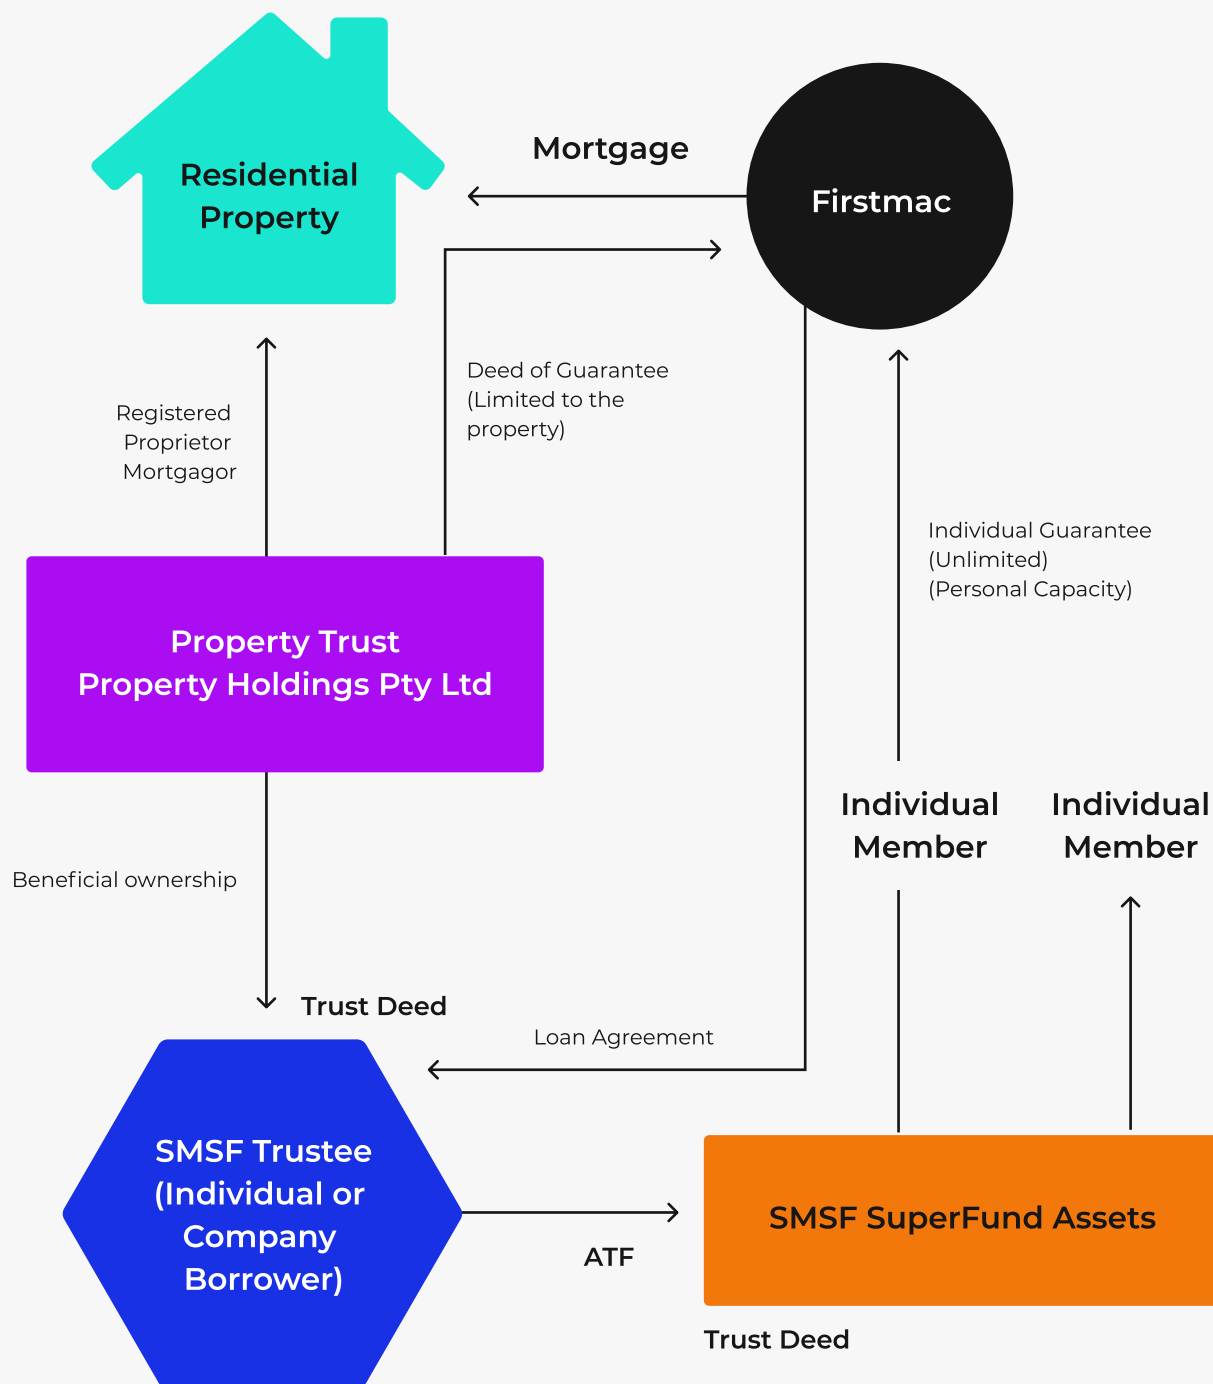 Mortgage
Residential
Property
Firstmac
Deed of Guarantee
(Limited to the
property)
Registered
Proprietor
Mortgagor
Individual Guarantee
(Unlimited)
(Personal Capacity)
Property Trust
Property Holdings Pty Ltd
Individual
Member
Individual
Member
Beneficial ownership
Trust Deed
Loan Agreement
SMSF Trustee
(Individual or
Company
Borrower)
SMSF SuperFund Assets
ATF
Trust Deed